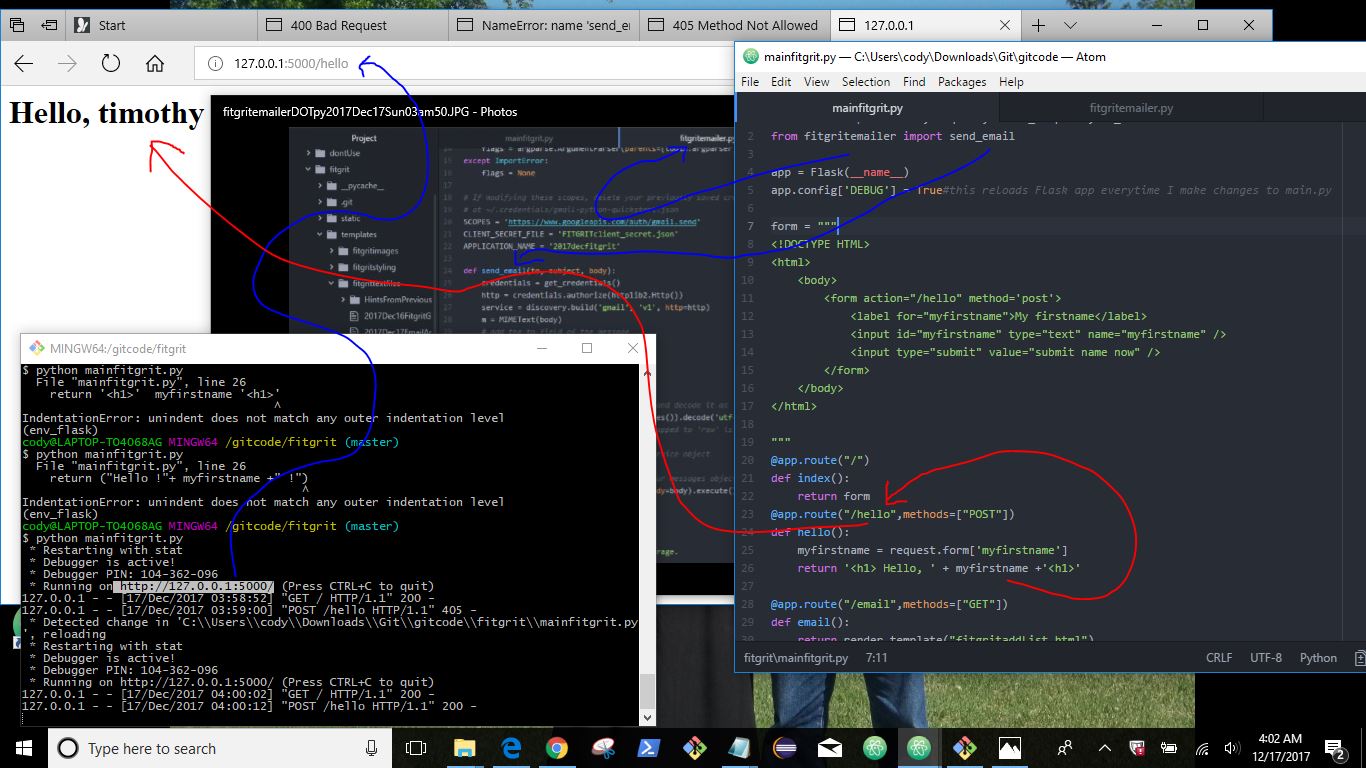 Start
400 Bad Request
NameError: name 'send_er
405 Method Not Allowed
127.0.0.1
127.0.0.1:5000/hello
Hello, timothy
fitgritemailerDOTpy2017Dec17Sun03am50.JPG - Photos
Project
mainfitgrit.py
fitgritemailer.py
dontUse
fitgrit
__pycache__
.git
static
templates
fitgritimages
fitgritstyling
fitgrittextfiles
HintsFromPrevious
2017Dec16FitgritG
2017Dec17EmailAc
15 except ImportError:
16 flags = None
17
18 # If modifying these scopes, delete your previously saved cre
19 # at ~/.credentials/gmail-python-quickstart.json
20 SCOPES = 'https://www.googleapis.com/auth/gmail.send'
21 CLIENT_SECRET_FILE = 'FITGRITclient_secret.json'
22 APPLICATION_NAME = '2017decfitgrit'
23
24 def send_email(to, subject, body):
25 credentials = get_credentials()
26 http = credentials.authorize(httplib2.Http())
27 service = discovery.build('gmail', 'v1', http=http)
28 m = MIMEText(body)
MINGW64:/gitcode/fitgrit
$ python mainfitgrit.py
File "mainfitgrit.py", line 26
return '<h1>' myfirstname '<h1>'
^
IndentationError: unindent does not match any outer indentation level
(env_flask)
cody@LAPTOP-TO4068AG MINGW64 /gitcode/fitgrit (master)
$ python mainfitgrit.py
File "mainfitgrit.py", line 26
return ("Hello !"+ myfirstname +" !")
^
IndentationError: unindent does not match any outer indentation level
(env_flask)
cody@LAPTOP-TO4068AG MINGW64 /gitcode/fitgrit (master)
$ python mainfitgrit.py
* Restarting with stat
* Debugger is active!
* Debugger PIN: 104-362-096
* Running on http://127.0.0.1:5000/ (Press CTRL+C to quit)
127.0.0.1 - - [17/Dec/2017 03:58:52] "GET / HTTP/1.1" 200 -
127.0.0.1 - - [17/Dec/2017 03:59:00] "POST /hello HTTP/1.1" 405 -
* Detected change in 'C:\\Users\\cody\\Downloads\\Git\\gitcode\\fitgrit\\mainfitgrit.py
', reloading
* Restarting with stat
* Debugger is active!
* Debugger PIN: 104-362-096
* Running on http://127.0.0.1:5000/ (Press CTRL+C to quit)
127.0.0.1 - - [17/Dec/2017 04:00:02] "GET / HTTP/1.1" 200 -
127.0.0.1 - - [17/Dec/2017 04:00:12] "POST /hello HTTP/1.1" 200 -
mainfitgrit.py — C:\Users\cody\Downloads\Git\gitcode — Atom
File Edit View Selection Find Packages Help
mainfitgrit.py
fitgritemailer.py
2 from fitgritemailer import send_email
3
4 app = Flask(__name__)
5 app.config['DEBUG'] = True#this reLoads FLask app everytime I make changes to main.py
6
7 form = """
8 <!DOCTYPE HTML>
9 <html>
10 <body>
11 <form action="/hello" method='post'>
12 <label for="myfirstname">My firstname</label>
13 <input id="myfirstname" type="text" name="myfirstname" />
14 <input type="submit" value="submit name now" />
15 </form>
16 </body>
17 </html>
18
19 """
20 @app.route("/")
21 def index():
22 return form
23 @app.route("/hello",methods=["POST"])
24 def hello():
25 myfirstname = request.form['myfirstname']
26 return '<h1> Hello, ' + myfirstname +'<h1>'
27
28 @app.route("/email",methods=["GET"])
29 def email():
30 return render_template("fitgritaddList.html")
fitgrit\mainfitgrit.py 7:11
CRLF UTF-8 Python
Type here to search
4:02 AM
12/17/2017
2